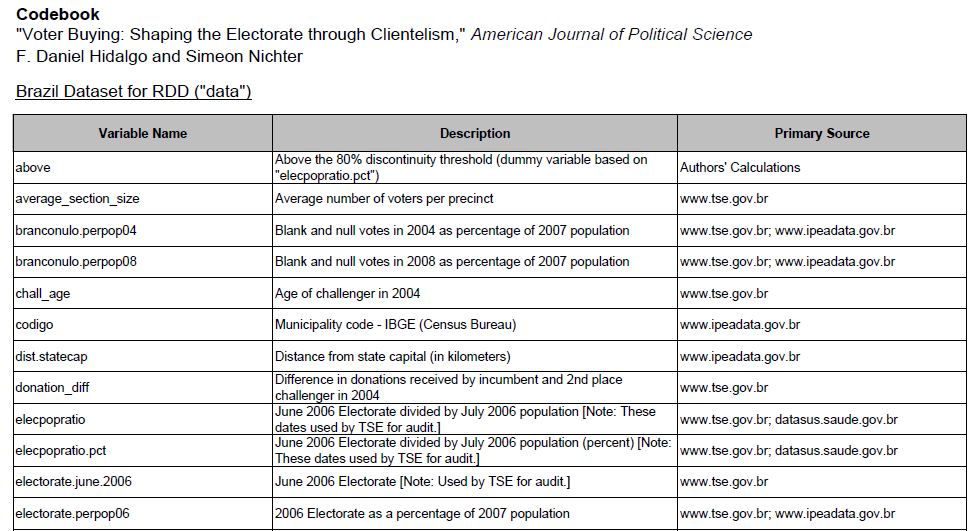 Codebook
"Voter Buying: Shaping the Electorate through Clientelism," American Journal of Political Science
F. Daniel Hidalgo and Simeon Nichter
Brazil Dataset for RDD ("data")
Variable Name Description Primary Source
above Above the 80% discontinuity threshold (dummy variable based on "elecpopratio.pct") Authors' Calculations
average_section_size Average number of voters per precinct www.tse.gov.br
branconulo.perpop04 Blank and null votes in 2004 as percentage of 2007 population www.tse.gov.br; www.ipeadata.gov.br
branconulo.perpop08 Blank and null votes in 2008 as percentage of 2007 population www.tse.gov.br; www.ipeadata.gov.br
chall_age Age of challenger in 2004 www.tse.gov.br
codigo Municipality code - IBGE (Census Bureau) www.ipeadata.gov.br
dist.statecap Distance from state capital (in kilometers) www.ipeadata.gov.br
donation_diff Difference in donations received by incumbent and 2nd place challenger in 2004 www.tse.gov.br
elecpopratio June 2006 Electorate divided by July 2006 population [Note: These dates used by TSE for audit.] www.tse.gov.br; datasus.saude.gov.br
elecpopratio.pct June 2006 Electorate divided by July 2006 population (percent) [Note: These dates used by TSE for audit.] www.tse.gov.br; datasus.saude.gov.br
electorate.june.2006 June 2006 Electorate [Note: Used by TSE for audit.] www.tse.gov.br
electorate.perpop06 2006 Electorate as a percentage of 2007 population www.tse.gov.br; www.ipeadata.gov.br